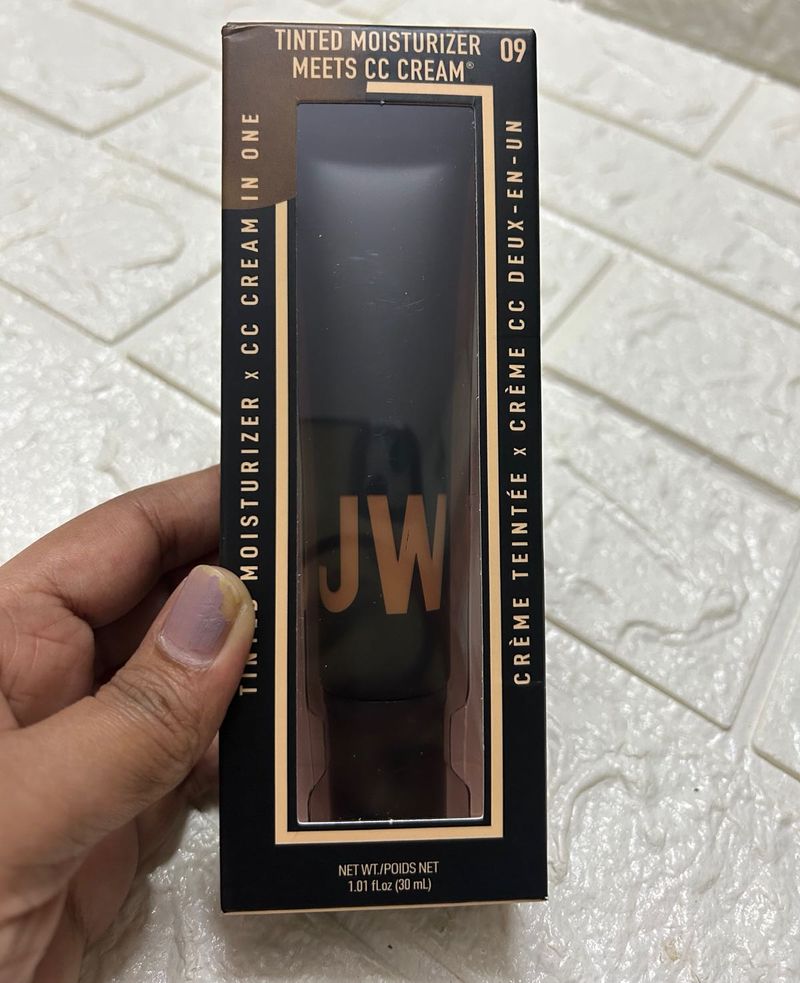 TINTED MOISTURIZER
MEETS CC CREAM®
09
TINTED MOISTURIZER x CC CREAM IN ONE
CRÈME TEINTÉE x CRÈME CC DEUX-EN-UN
JW
NET WT./POIDS NET
1.01 fl.oz (30 mL)